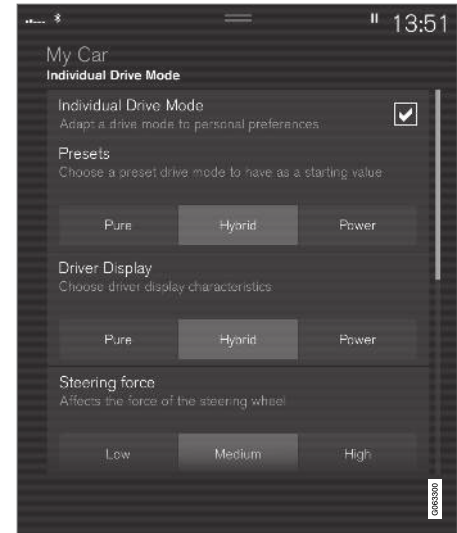 13:51
My Car
Individual Drive Mode
Individual Drive Mode
Adapt a drive mode to personal preferences
Presets
Choose a preset drive mode to have as a starting value
Pure Hybrid Power
Driver Display
Choose driver display characteristics
Pure Hybrid Power
Steering force
Affects the force of the steering wheel
Low Medium High
G063300